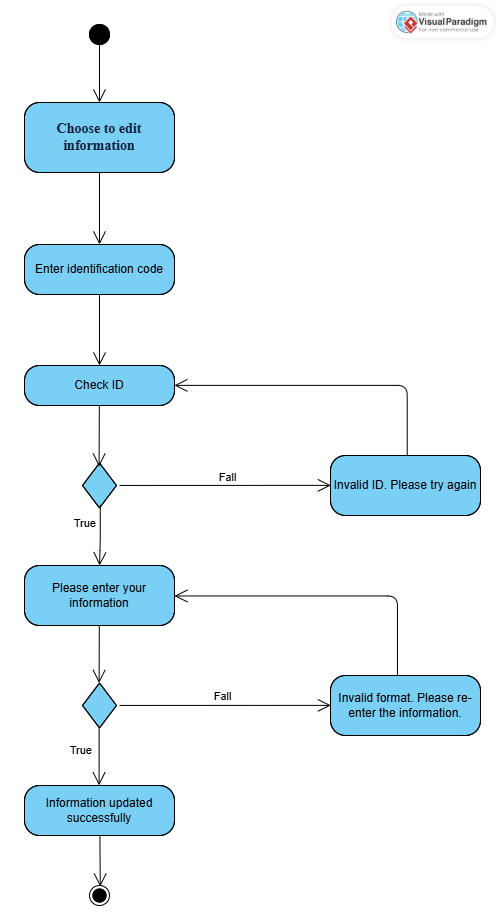 Made with
VisualParadigm
For non-commercial use
Choose to edit
information
Enter identification code
Check ID
Fall
Invalid ID. Please try again
True
Please enter your
information
Fall
Invalid format. Please re-
enter the information.
True
Information updated
successfully